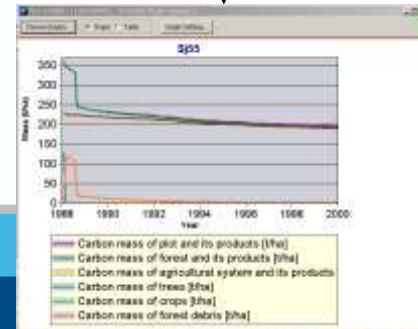 Graph
Table
Sj55
350
300
250
200
150
100
50
0
Mass (t/ha)
1988 1990 1992 1994 1996 1998 2000
Year
Carbon mass of plot and its products [t/ha]
Carbon mass of forest and its products [t/ha]
Carbon mass of agricultural system and its products
Carbon mass of trees [t/ha]
Carbon mass of crops [t/ha]
Carbon mass of forest debris [t/ha]